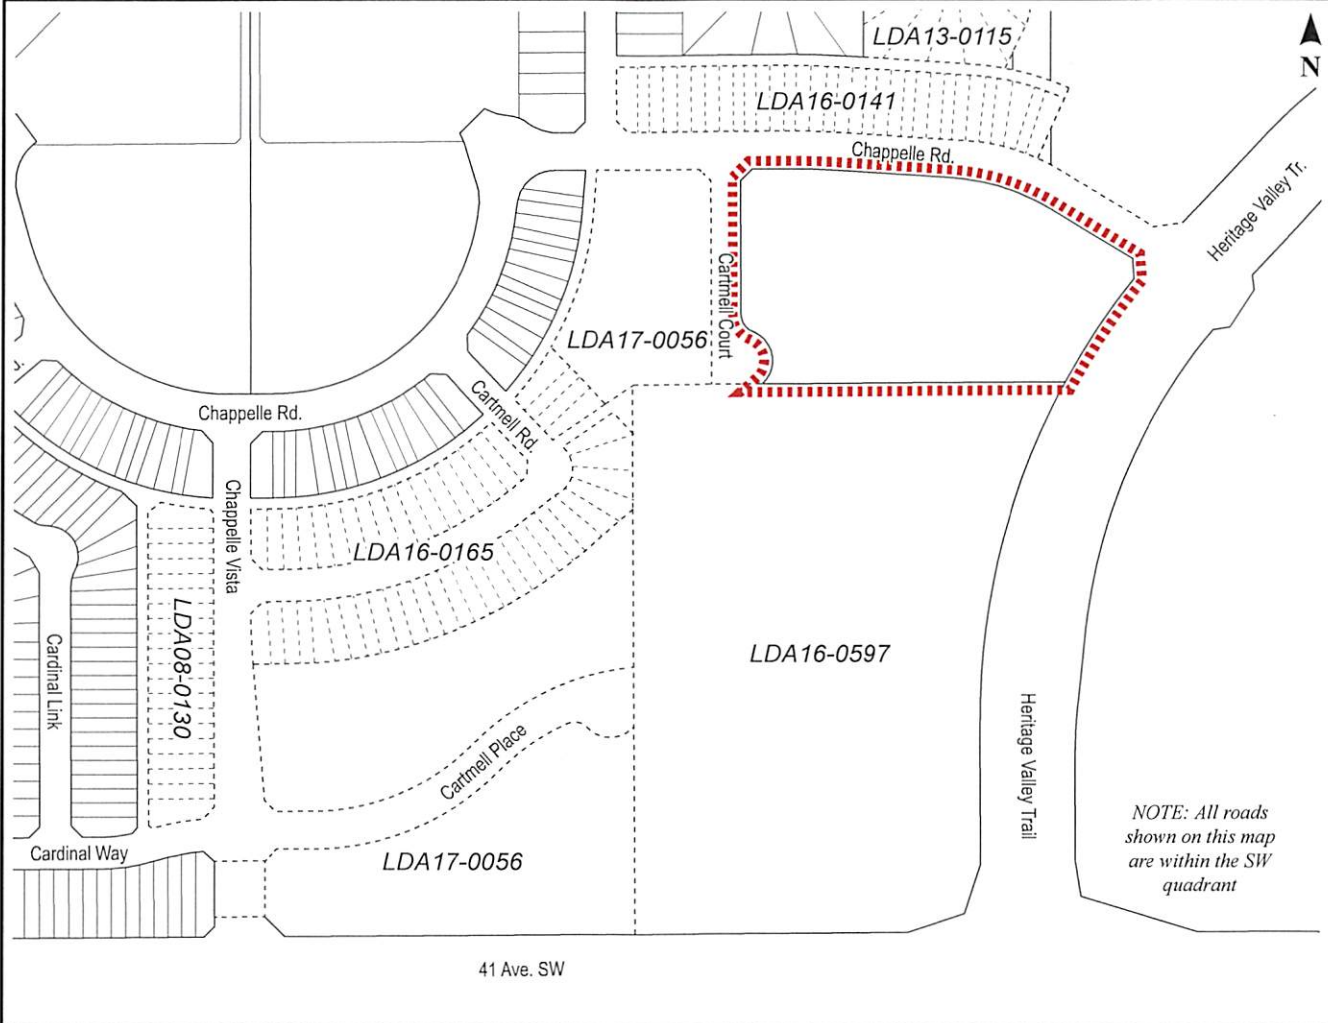 LDA13-0115
N
LDA16-0141
Chappelle Rd.
Heritage Valley Tr.
Cartmell Court
LDA17-0056
Chappelle Rd.
Cartmell Rd
Chappelle Vista
LDA16-0165
LDA08-0130
Cardinal Link
LDA16-0597
Heritage Valley Trail
Cartmell Place
NOTE: All roads
shown on this map
are within the SW
quadrant
Cardinal Way
LDA17-0056
41 Ave. SW